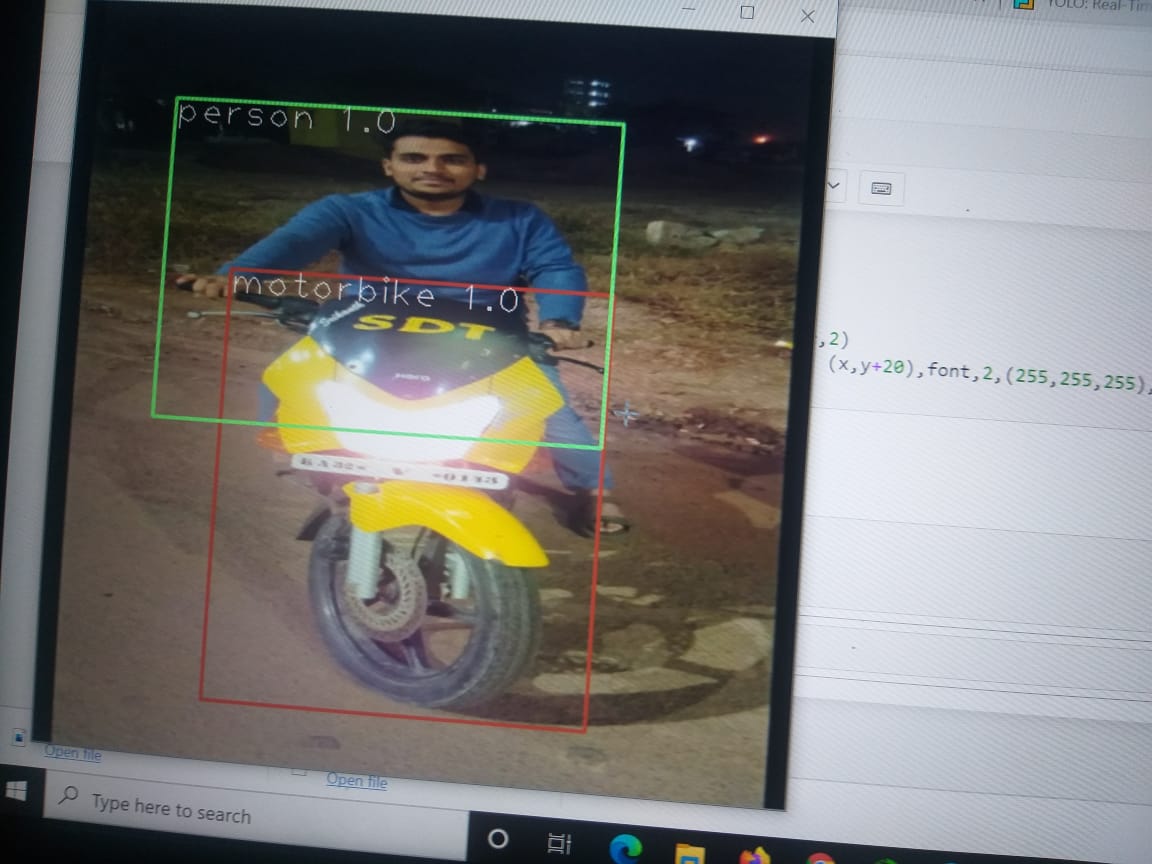 YOLO: Real-Tim
person 1.0
motorbike 1.0
SDT
,2)
(x,y+20),font,2,(255,255,255),
Open file
Open file
Type here to search